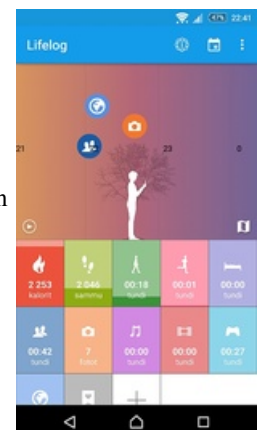 47% 22:41
Lifelog
21 23 0
n
2 253 2 046 00:18 00:01 00:00
kalorit sammu tundi tundi tundi
00:42 7 00:00 00:00 00:27
tundi fotot tundi tundi tundi